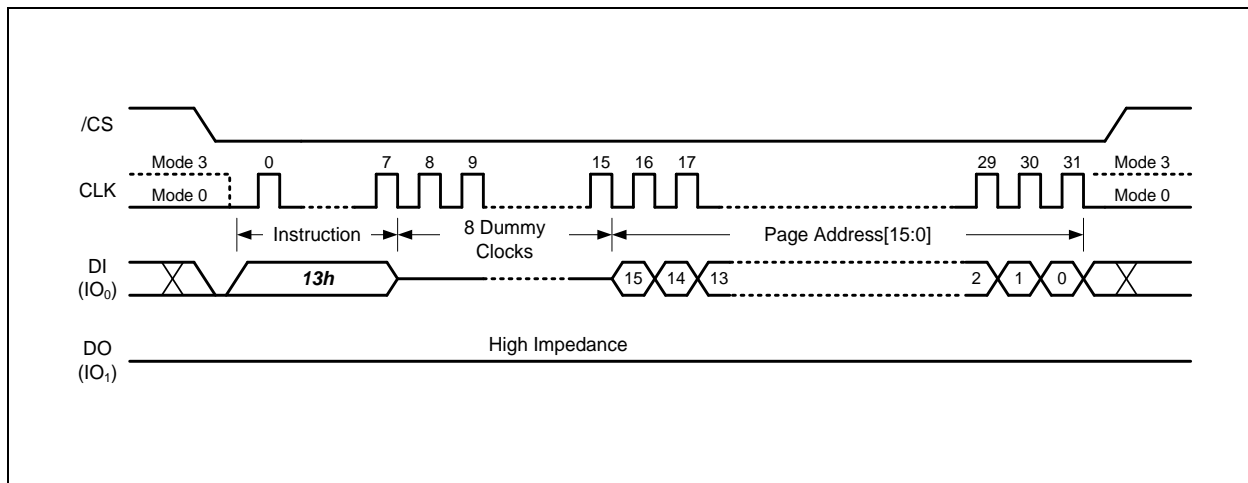 /CS
Mode 3 0 7 8 9 15 16 17 29 30 31 Mode 3
CLK
Mode 0 Mode 0
Instruction 8 Dummy Clocks Page Address[15:0]
DI
(IO₀)
13h 15 14 13 2 1 0
High Impedance
DO
(IO₁)